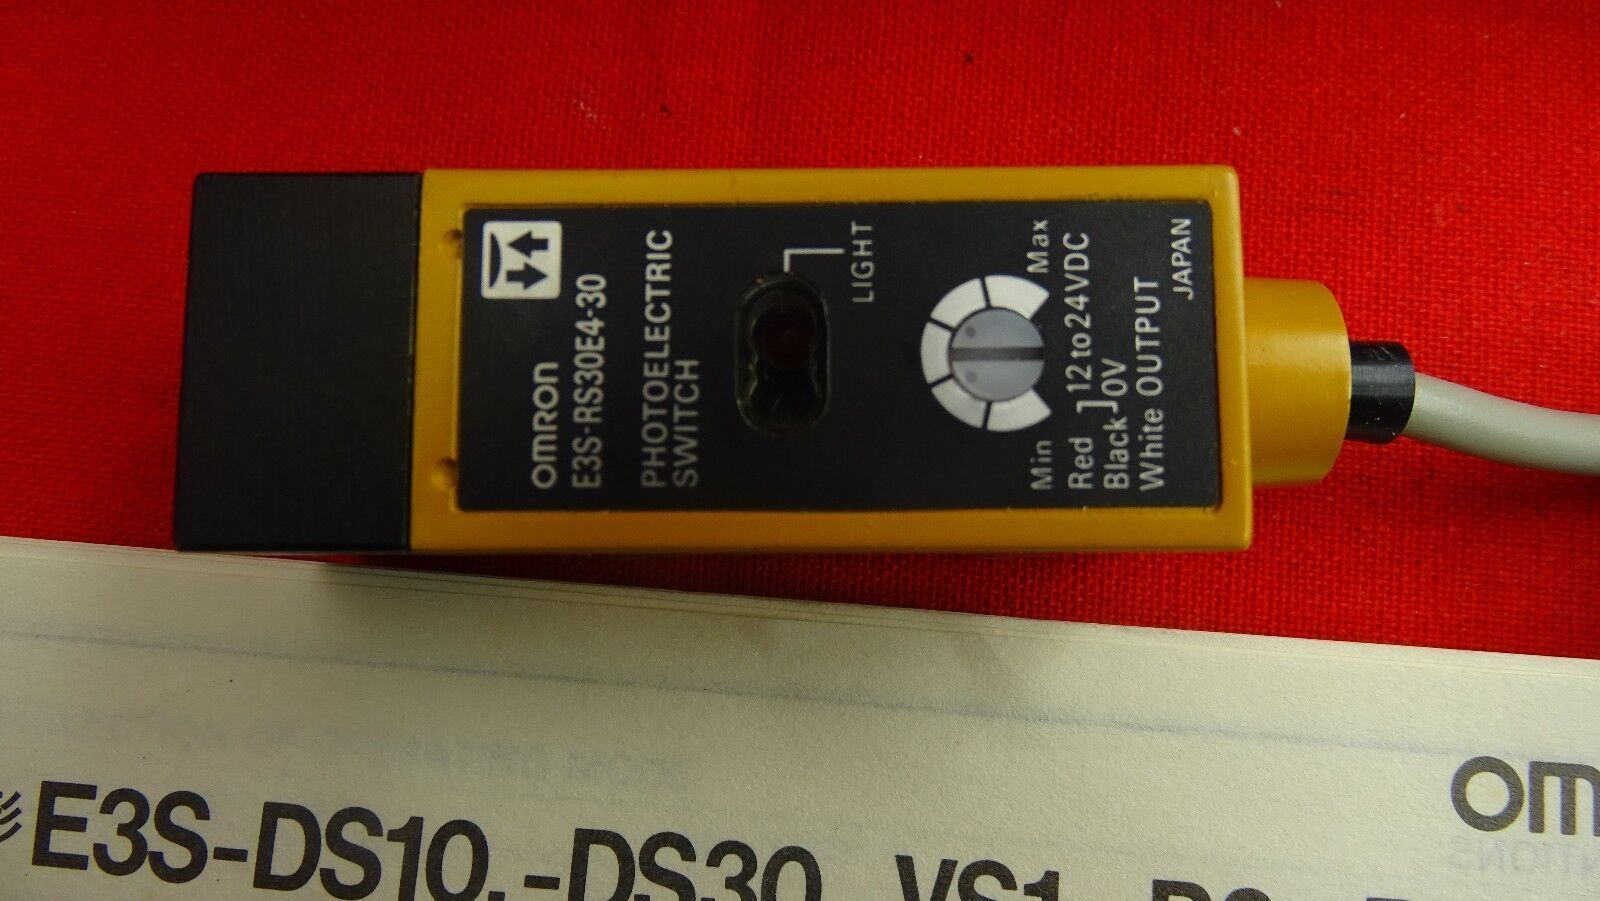 OMRON
E3S-RS30E4-30
PHOTOELECTRIC
SWITCH
LIGHT
Min Max
Red 12 to 24VDC
Black 0V
White OUTPUT
JAPAN
E3S-DS10, -DS30
VS1